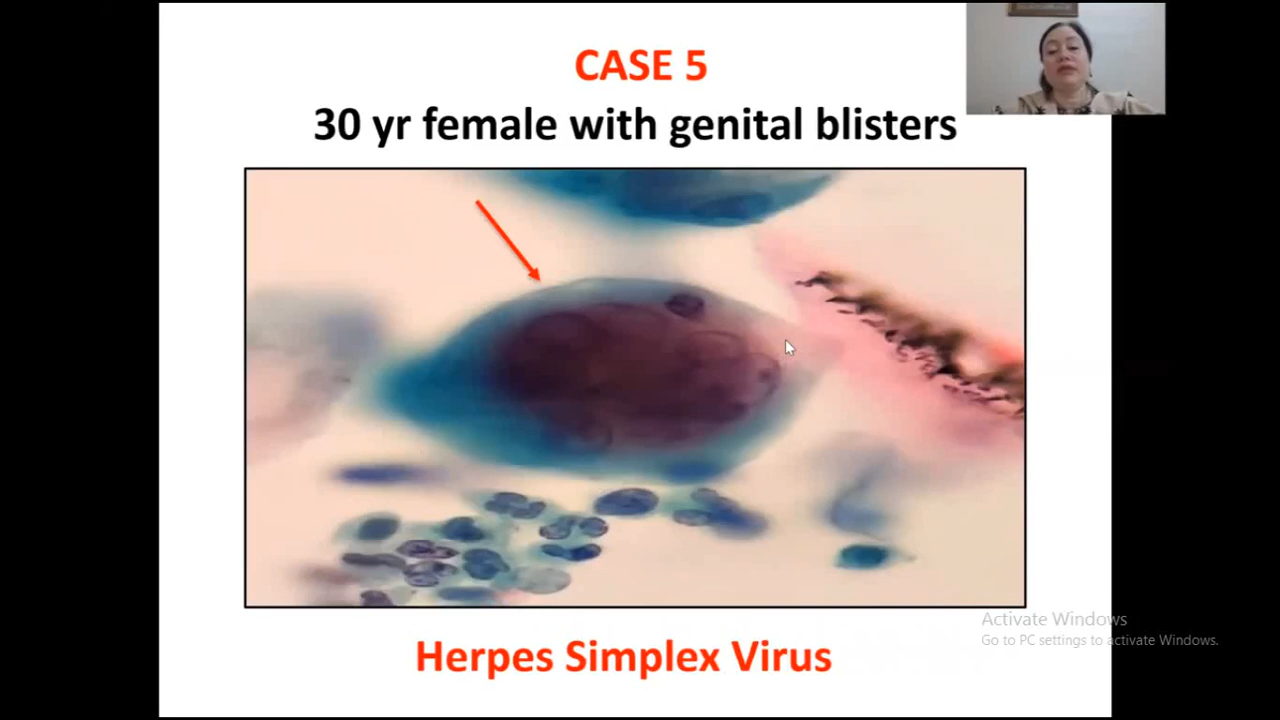 CASE 5
30 yr female with genital blisters
Herpes Simplex Virus
Activate Windows
Go to PC settings to activate Windows.